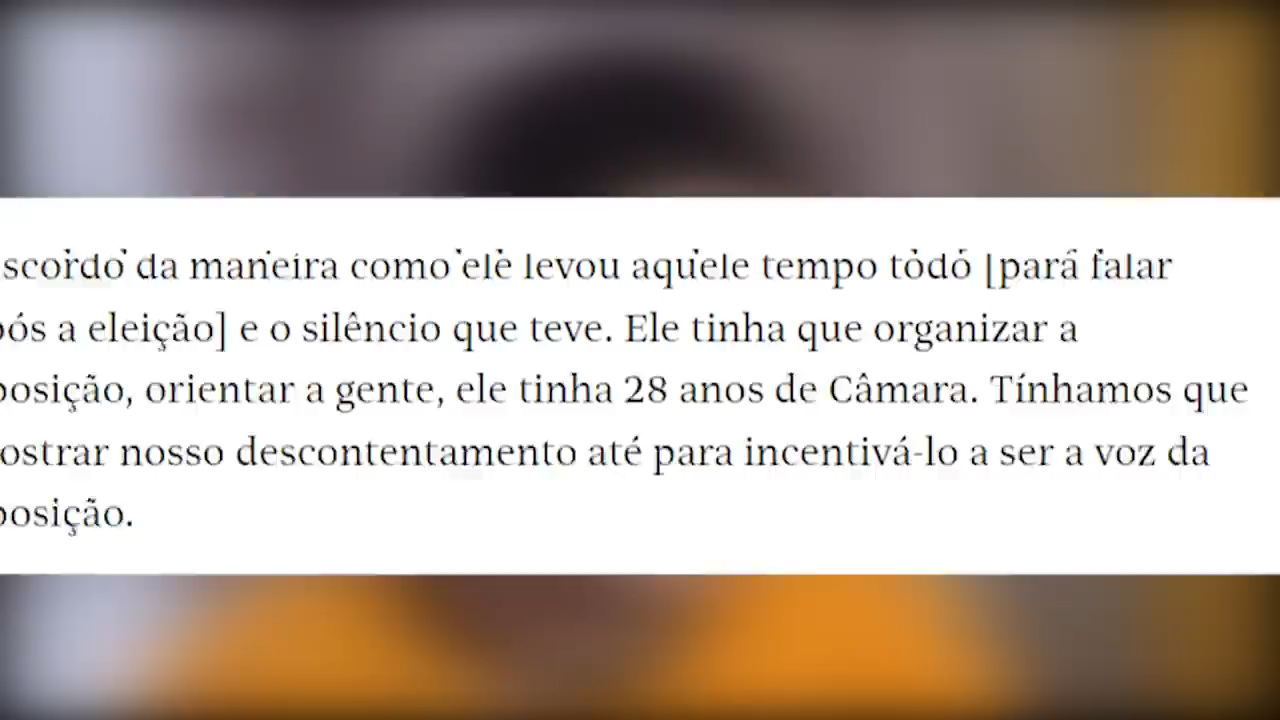 scordo da maneira como ele levou aquele tempo todo [para falar
ós a eleição] e o silêncio que teve. Ele tinha que organizar a
posição, orientar a gente, ele tinha 28 anos de Câmara. Tínhamos que
ostrar nosso descontentamento até para incentivá-lo a ser a voz da
posição.